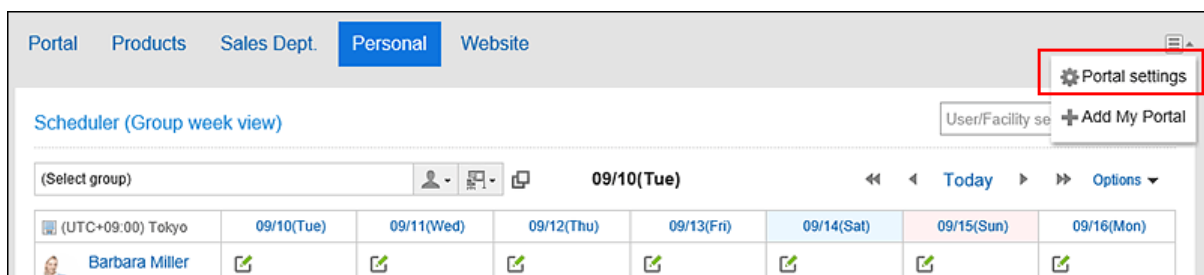 Portal Products Sales Dept. Personal Website
Portal settings
Add My Portal
Scheduler (Group week view)
User/Facility se
(Select group) 09/10(Tue) Today Options
(UTC+09:00) Tokyo 09/10(Tue) 09/11(Wed) 09/12(Thu) 09/13(Fri) 09/14(Sat) 09/15(Sun) 09/16(Mon)
Barbara Miller